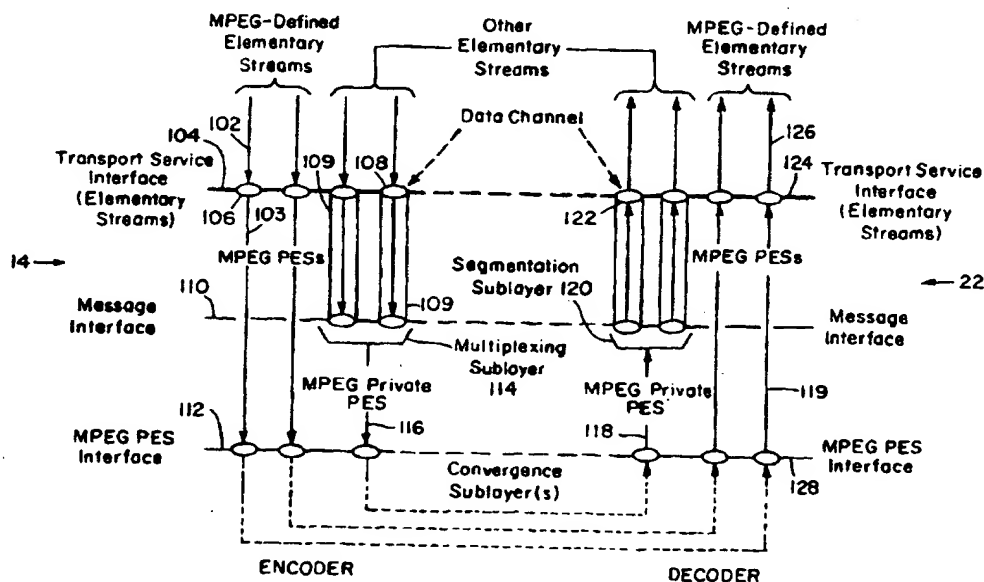 MPEG-Defined
Elementary
Streams
Other
Elementary
Streams
MPEG-Defined
Elementary
Streams
102
104
109
108
Data Channel
126
124
Transport Service
Interface
(Elementary
Streams)
106
103
122
Transport Service
Interface
(Elementary
Streams)
14
MPEG PESs
Segmentation
Sublayer 120
MPEG PESs
22
110
109
Message
Interface
Message
Interface
Multiplexing
Sublayer
114
MPEG Private
PES
MPEG Private
PES
119
112
116
118
MPEG PES
Interface
Convergence
Sublayer(s)
MPEG PES
Interface
128
ENCODER
DECODER